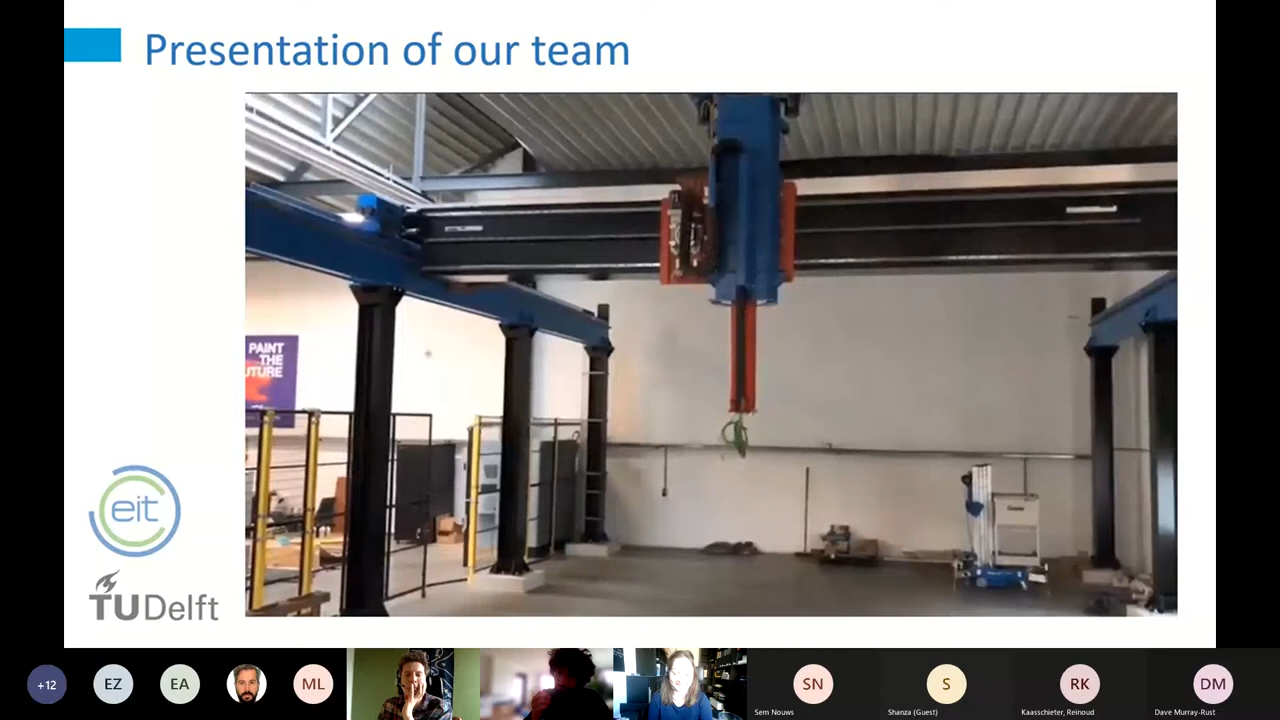 Presentation of our team
PAINT
THE
eit
TU Delft
+12
EZ
EA
ML
SN
S
RK
DM
Sem Nouws
Shanza (Guest)
Kaasschieter, Reinoud
Dave Murray-Rust